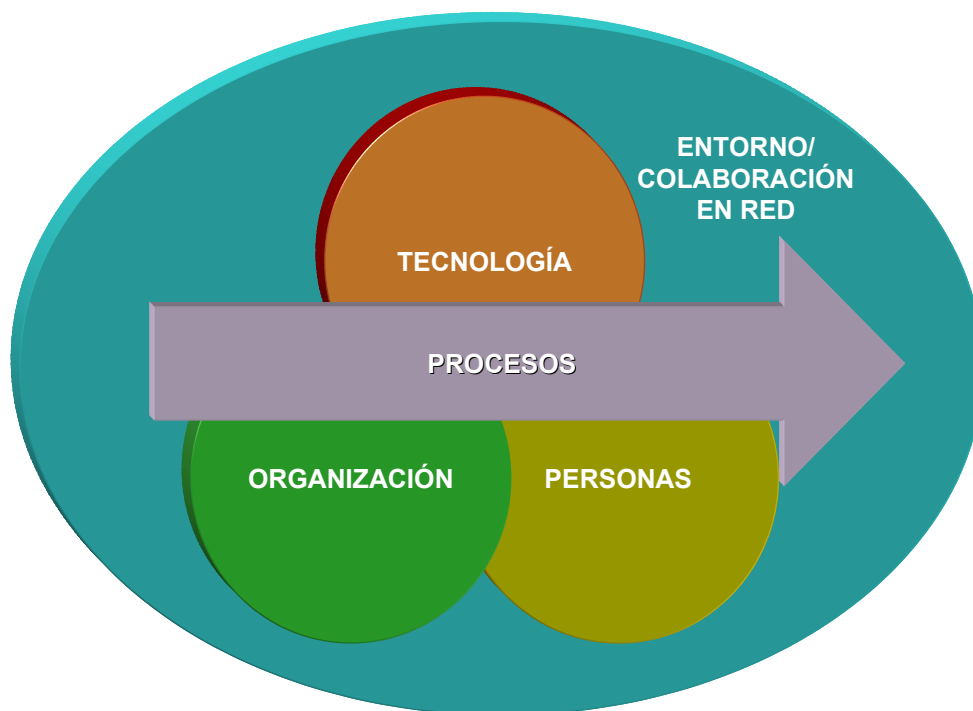 ENTORNO/
COLABORACIÓN
EN RED
TECNOLOGÍA
PROCESOS
ORGANIZACIÓN
PERSONAS